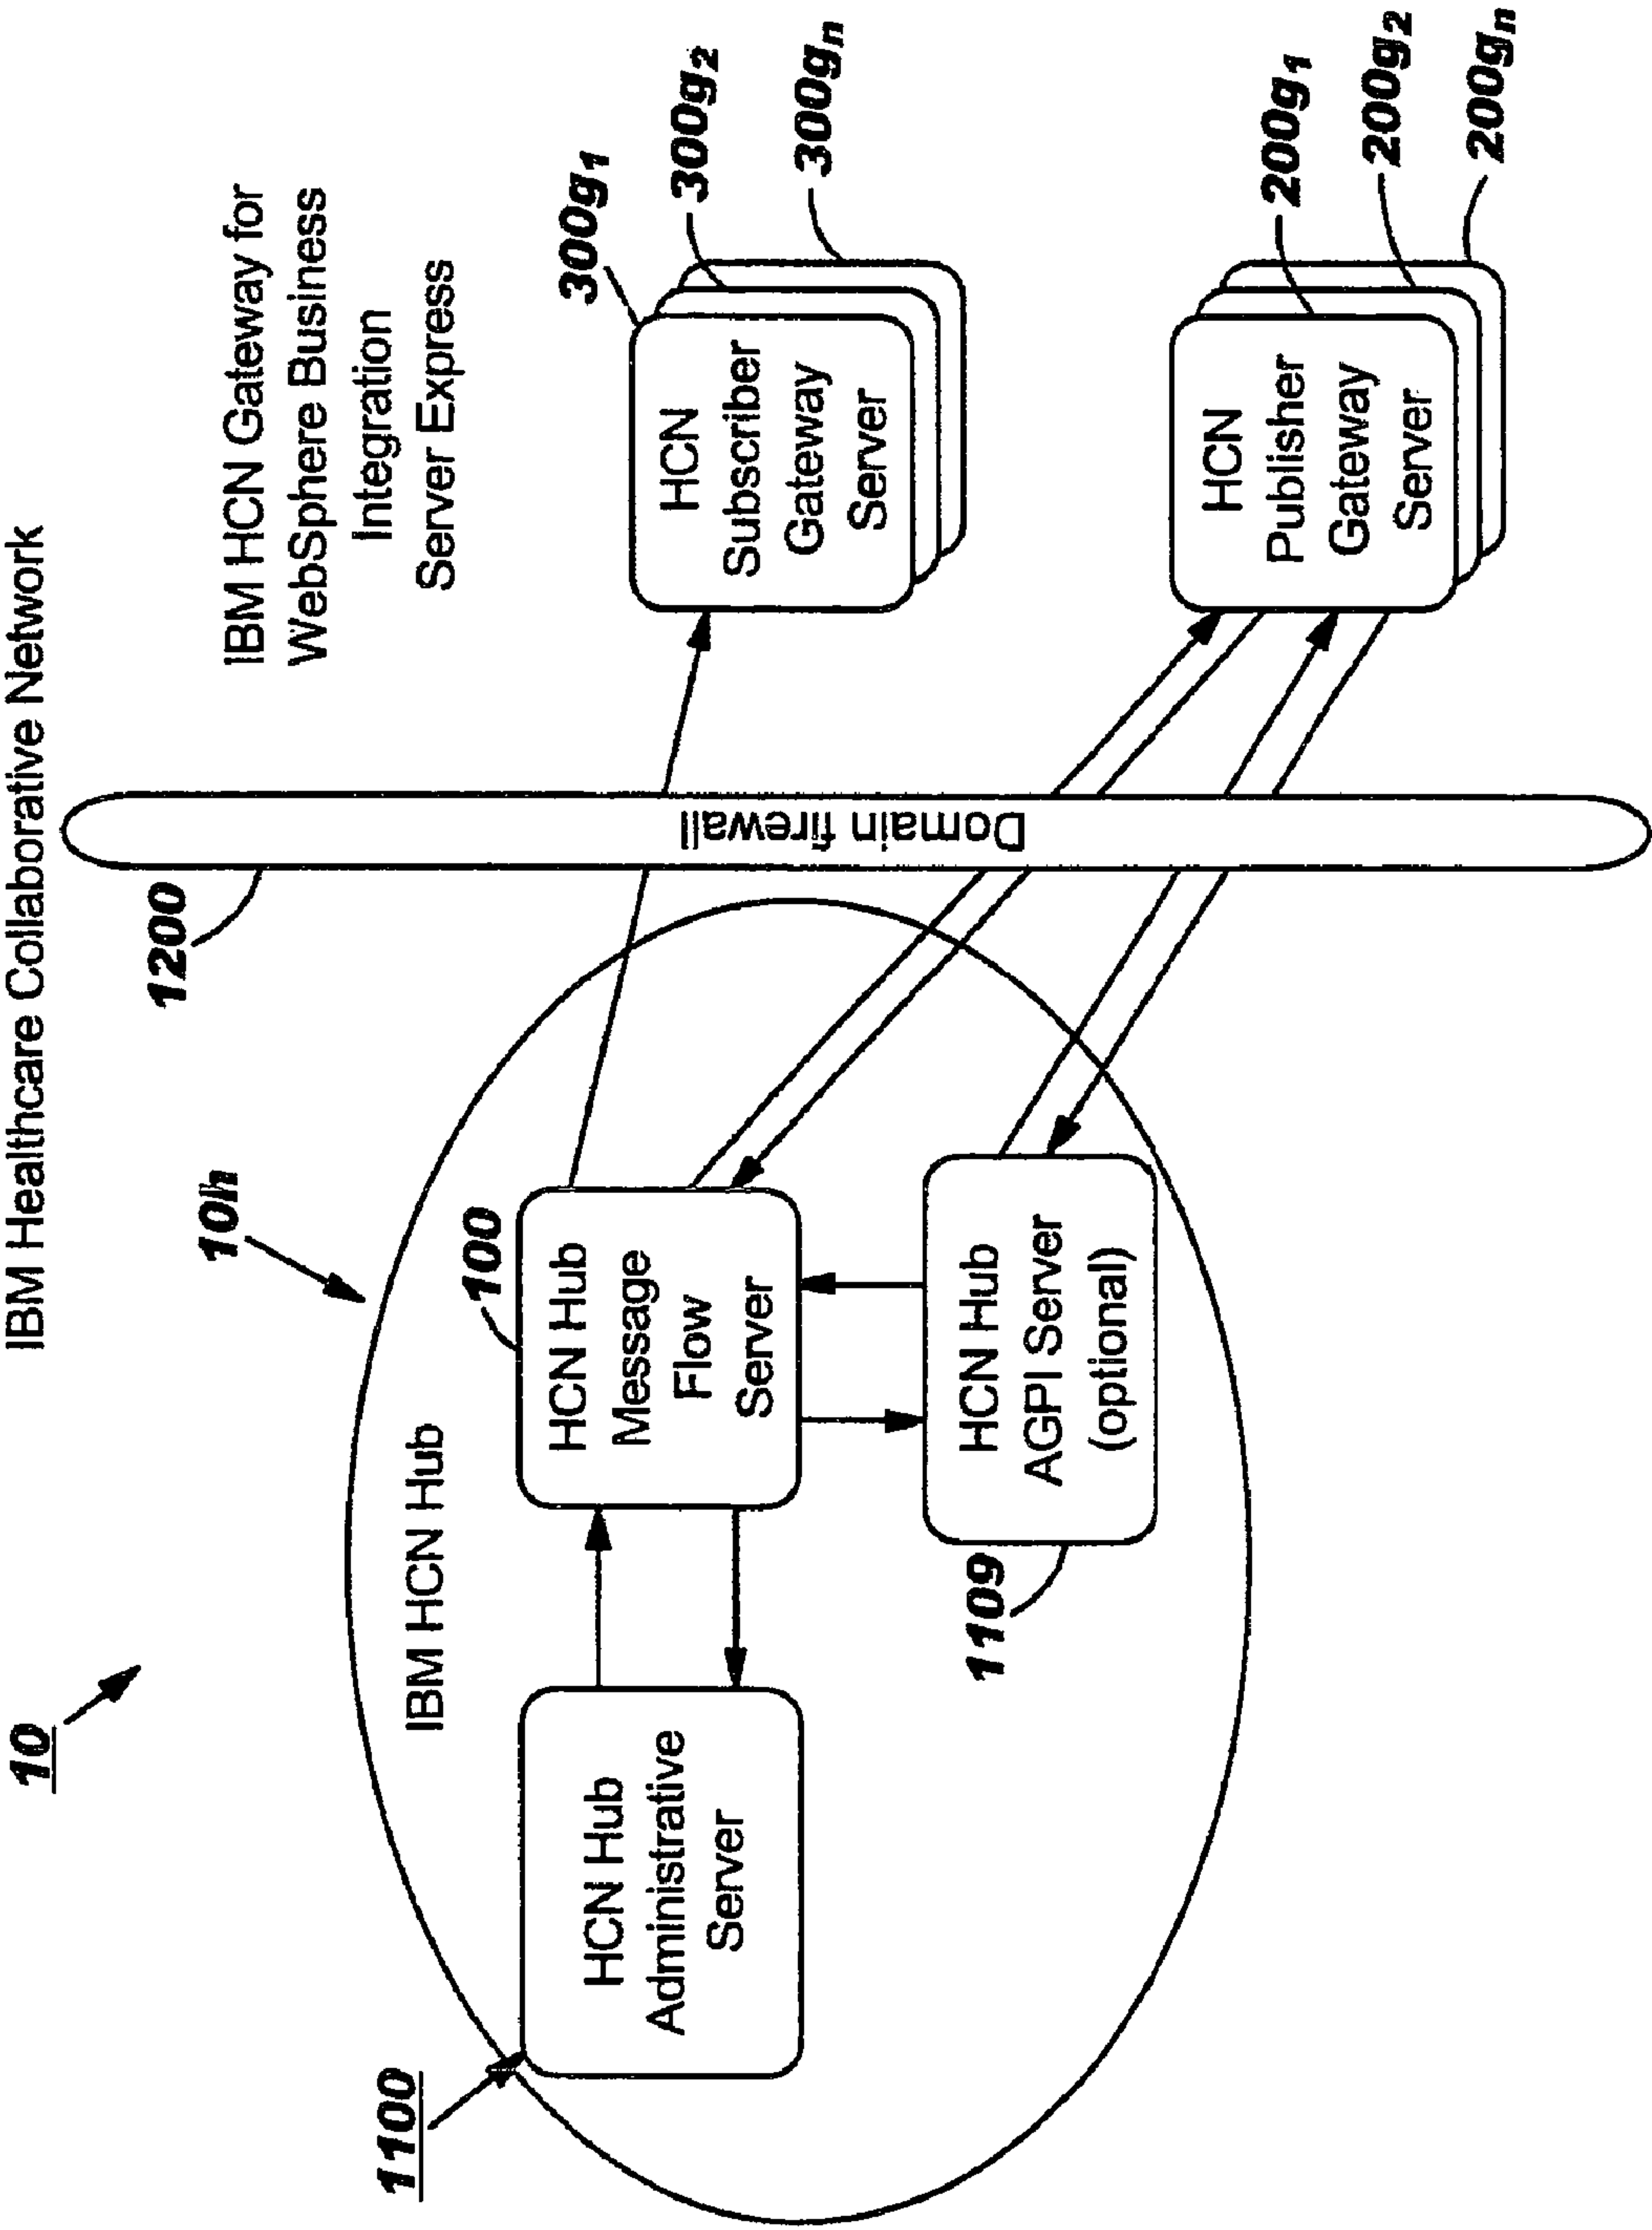 IBM Healthcare Collaborative Network
10
10h
1200
IBM HCN Gateway for
WebSphere Business
Integration
Server Express
IBM HCN Hub
1100
HCN Hub
Administrative
Server
100
HCN Hub
Message
Flow
Server
1109
HCN Hub
AGPI Server
(optional)
Domain firewall
300g1
300g2
300gn
HCN
Subscriber
Gateway
Server
200g1
200g2
200gn
HCN
Publisher
Gateway
Server